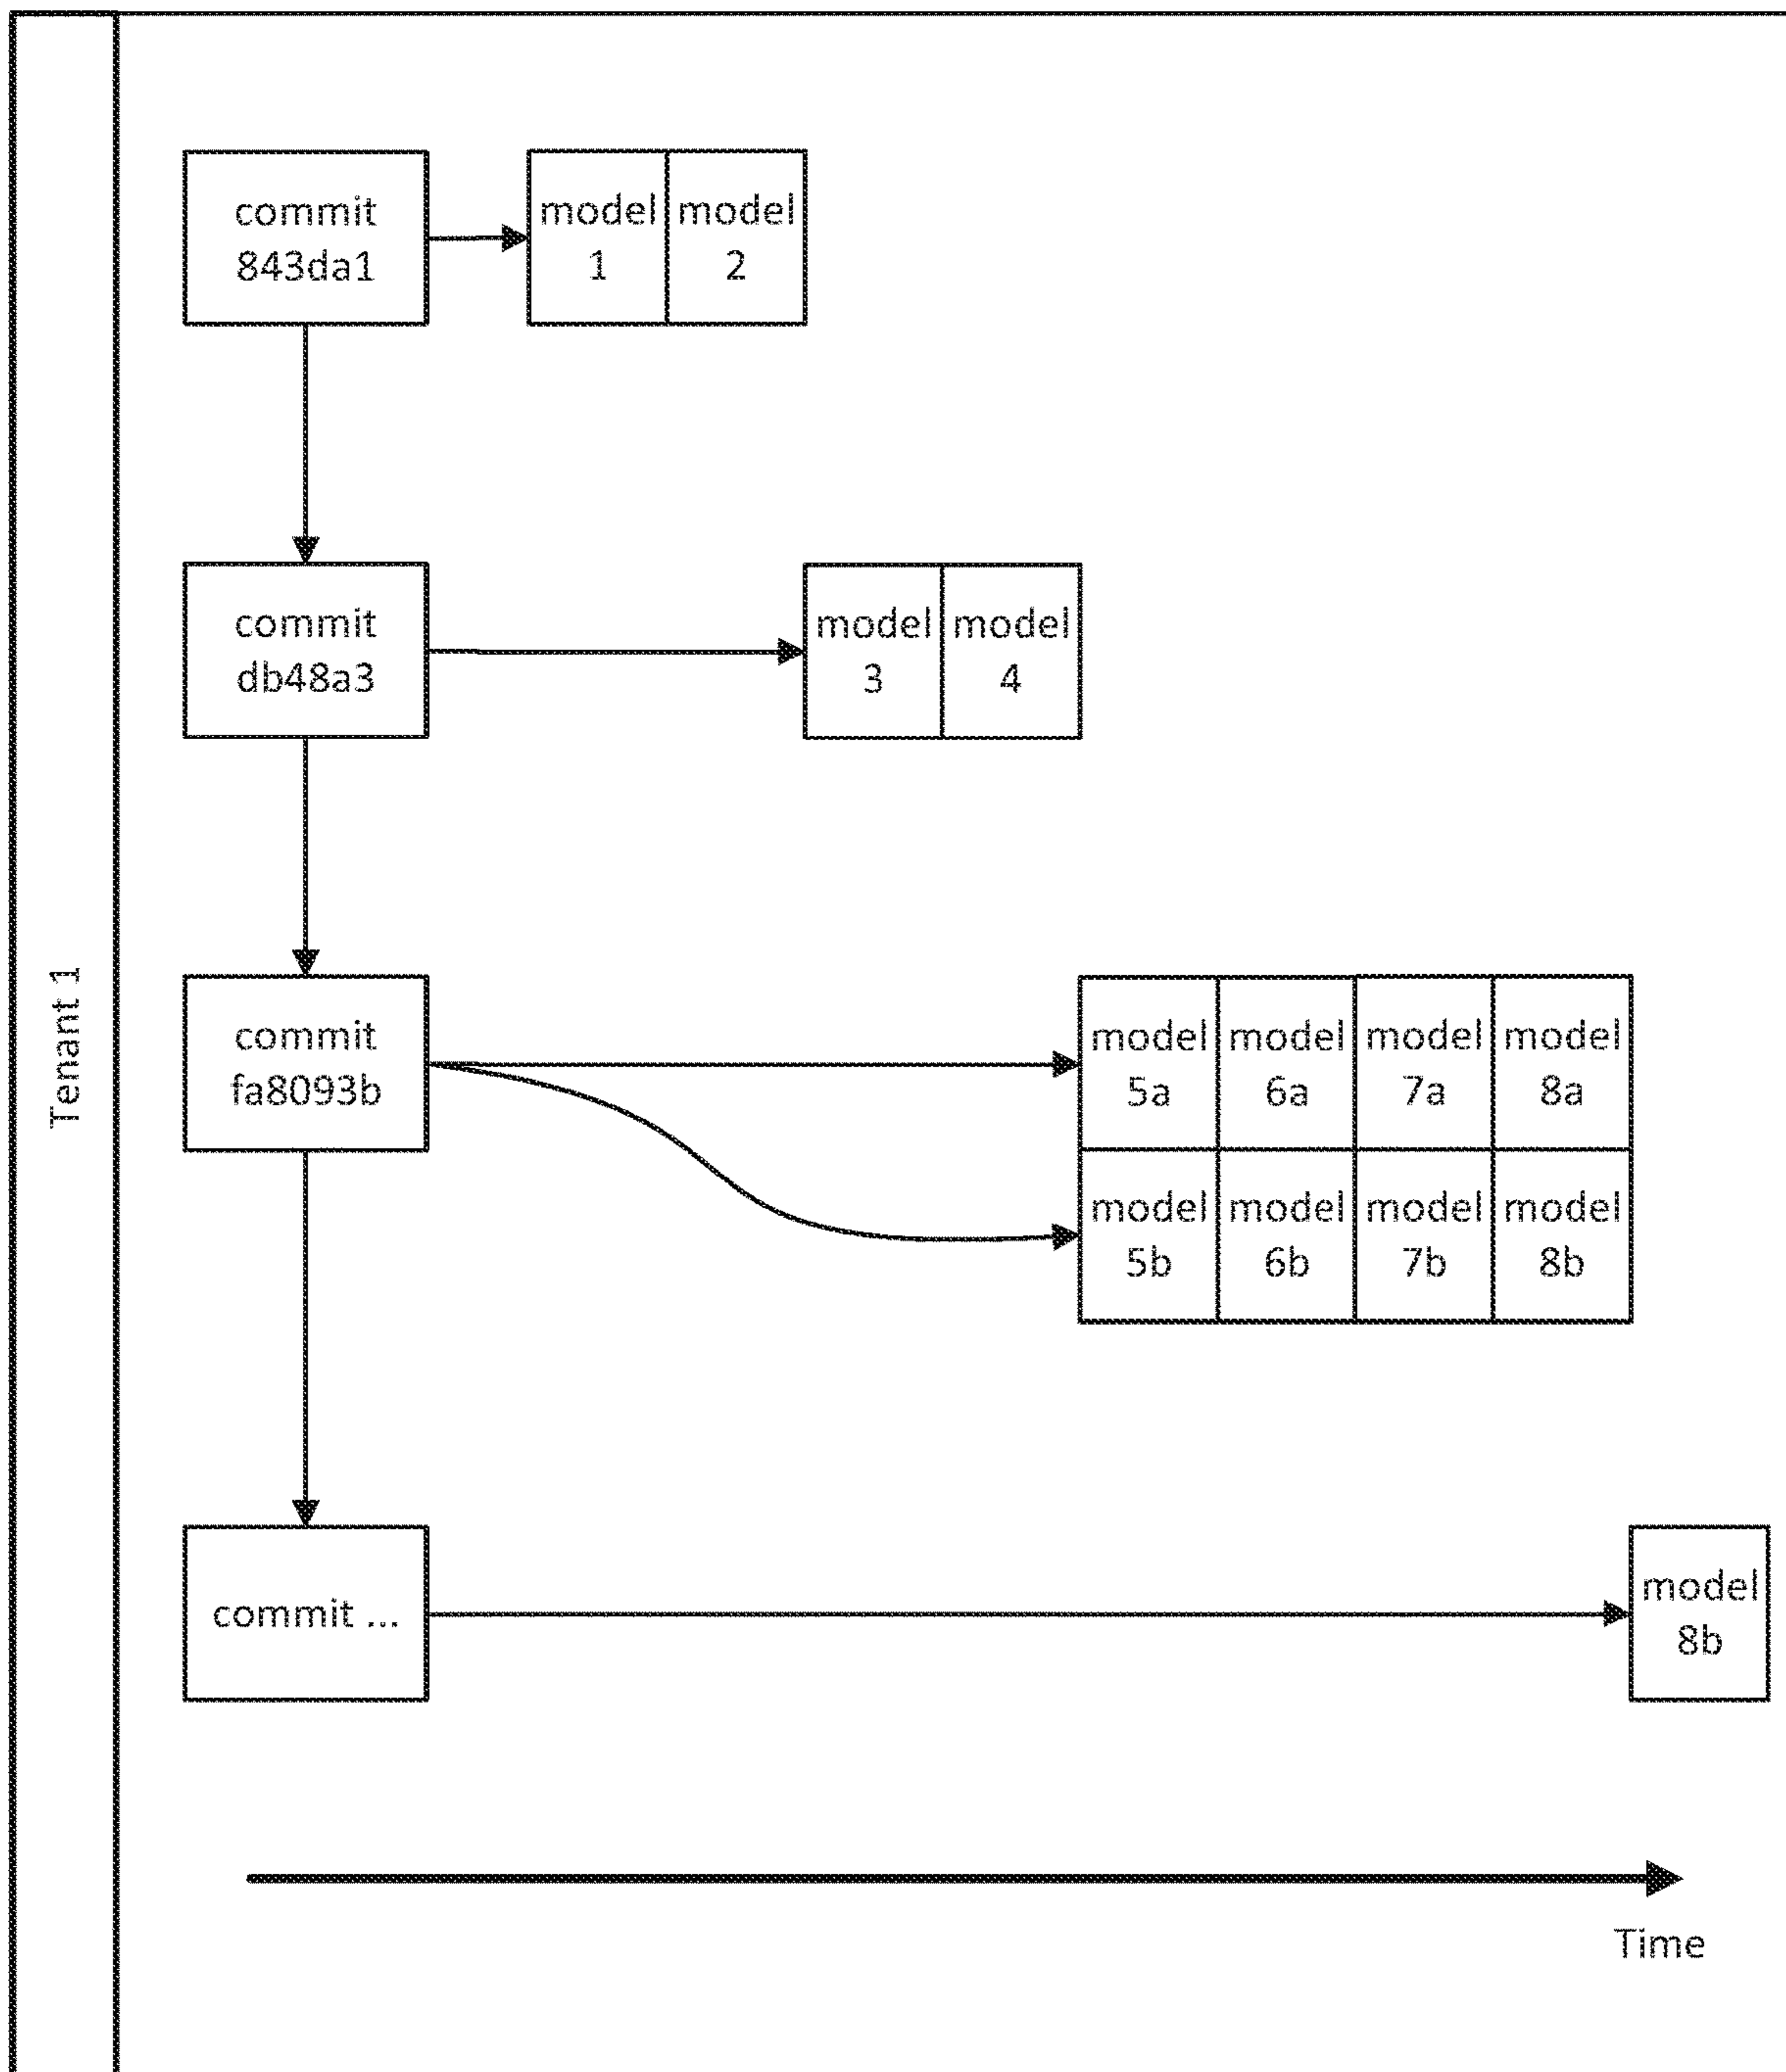 Tenant 1
commit
843da1
model
1
model
2
commit
db48a3
model
3
model
4
commit
fa8093b
model
5a
model
6a
model
7a
model
8a
model
5b
model
6b
model
7b
model
8b
commit ...
model
8b
Time